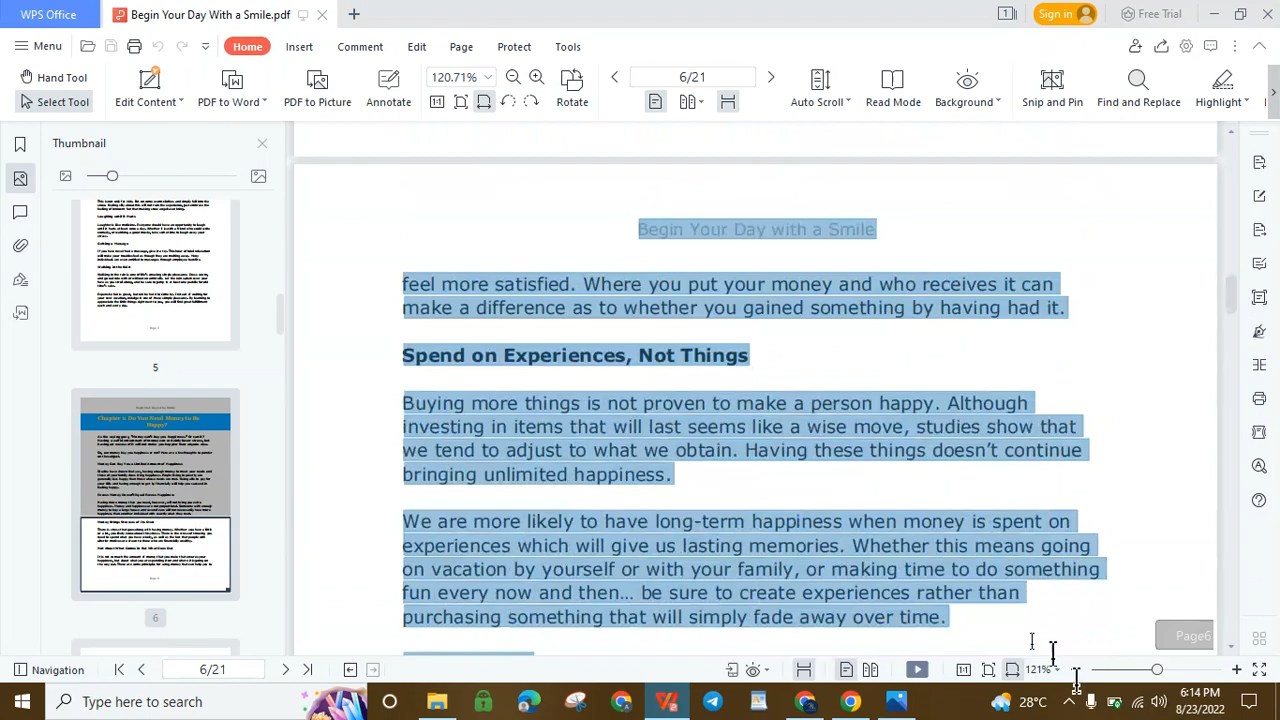 WPS Office
Begin Your Day With a Smile.pdf
Sign in
Free Trial
Menu
Home
Insert
Comment
Edit
Page
Protect
Tools
Hand Tool
Select Tool
Edit Content
PDF to Word
PDF to Picture
Annotate
120.71%
Rotate
6/21
Auto Scroll
Read Mode
Background
Snip and Pin
Find and Replace
Highlight
Thumbnail
5
Chapter 2: Do You Need Money to Be
Happy?
6
Begin Your Day with a Smile
feel more satisfied. Where you put your money and who receives it can
make a difference as to whether you gained something by having had it.
Spend on Experiences, Not Things
Buying more things is not proven to make a person happy. Although
investing in items that will last seems like a wise move, studies show that
we tend to adjust to what we obtain. Having these things doesn't continue
bringing unlimited happiness.
We are more likely to have long-term happiness when money is spent on
experiences which will give us lasting memories. Whether this means going
on vacation by yourself or with your family, or making time to do something
fun every now and then... be sure to create experiences rather than
purchasing something that will simply fade away over time.
Page6
Navigation
6/21
121%
Type here to search
28°C
6:14 PM
8/23/2022